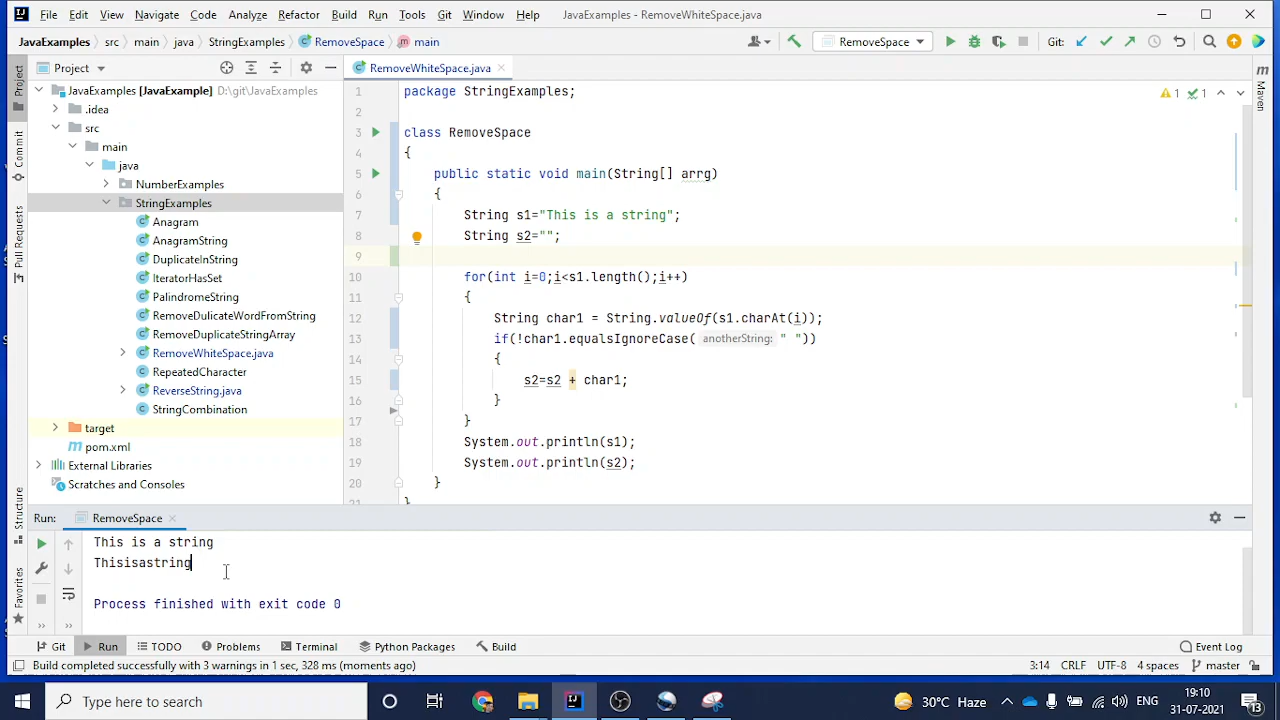 File Edit View Navigate Code Analyze Refactor Build Run Tools Git Window Help JavaExamples - RemoveWhiteSpace.java
JavaExamples src main java StringExamples RemoveSpace main RemoveSpace Git:
Project
RemoveWhiteSpace.java
JavaExamples [JavaExample] D:\git\JavaExamples
.idea
src
main
java
NumberExamples
StringExamples
Anagram
AnagramString
DuplicateInString
IteratorHasSet
PalindromeString
RemoveDulicateWordFromString
RemoveDuplicateStringArray
RemoveWhiteSpace.java
RepeatedCharacter
ReverseString.java
StringCombination
target
pom.xml
External Libraries
Scratches and Consoles
1 package StringExamples;
2
3 class RemoveSpace
4 {
5 public static void main(String[] arrg)
6 {
7 String s1="This is a string";
8 String s2="";
9
10 for(int i=0;i<s1.length();i++)
11 {
12 String char1 = String.valueOf(s1.charAt(i));
13 if(!char1.equalsIgnoreCase( anotherString: " "))
14 {
15 s2=s2 + char1;
16 }
17 }
18 System.out.println(s1);
19 System.out.println(s2);
20 }
21 }
1 1
Project
Commit
Pull Requests
Structure
Favorites
Maven
Run: RemoveSpace
This is a string
Thisisastring
Process finished with exit code 0
Git Run TODO Problems Terminal Python Packages Build Event Log
Build completed successfully with 3 warnings in 1 sec, 328 ms (moments ago) 3:14 CRLF UTF-8 4 spaces master
Type here to search
30°C Haze ENG 19:10
31-07-2021 13